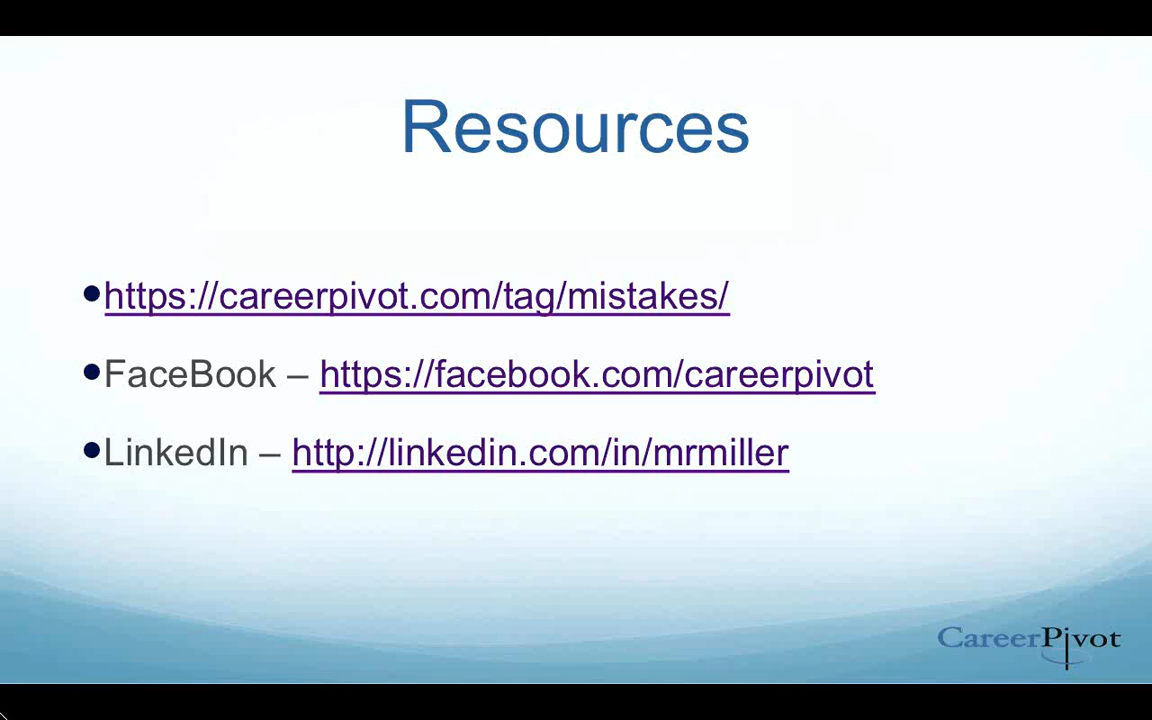 Resources
•https://careerpivot.com/tag/mistakes/
•FaceBook – https://facebook.com/careerpivot
•LinkedIn – http://linkedin.com/in/mrmiller
CareerPivot